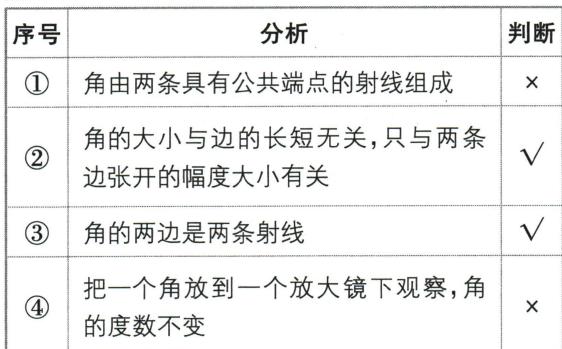 序号 分析 判断
① 角由两条具有公共端点的射线组成 ×
② 角的大小与边的长短无关,只与两条
边张开的幅度大小有关 √
③ 角的两边是两条射线 √
④ 把一个角放到一个放大镜下观察,角
的度数不变 ×